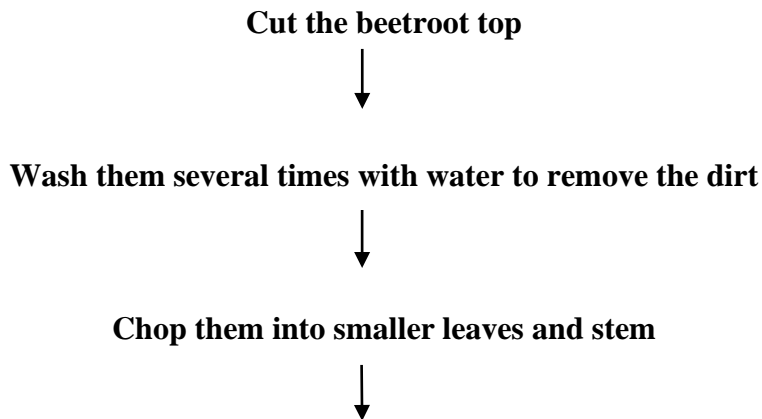 Cut the beetroot top
Wash them several times with water to remove the dirt
Chop them into smaller leaves and stem